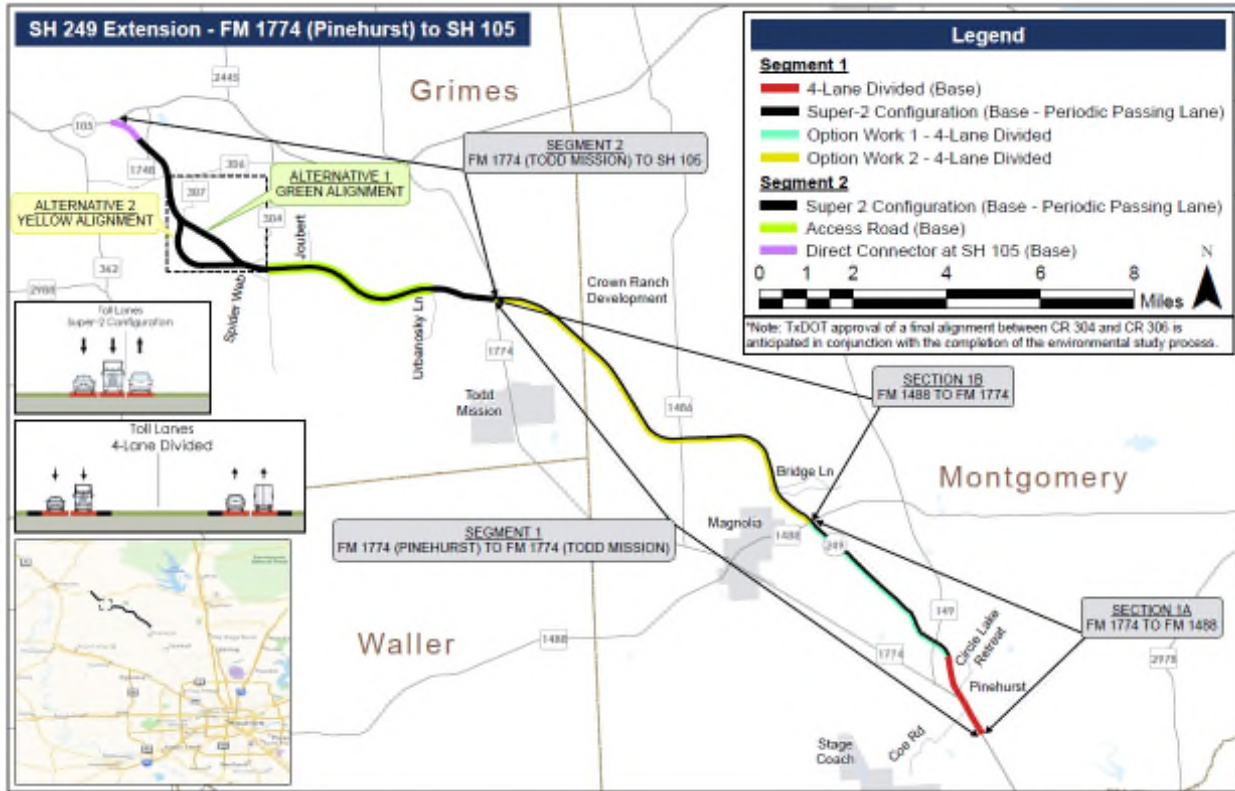 SH 249 Extension - FM 1774 (Pinehurst) to SH 105
Legend
Segment 1
4-Lane Divided (Base)
Super-2 Configuration (Base - Periodic Passing Lane)
Option Work 1 - 4-Lane Divided
Option Work 2 - 4-Lane Divided
Segment 2
Super 2 Configuration (Base - Periodic Passing Lane)
Access Road (Base)
Direct Connector at SH 105 (Base)
N
0 1 2 4 6 8
Miles
*Note: TxDOT approval of a final alignment between CR 304 and CR 306 is
anticipated in conjunction with the completion of the environmental study process.
2445
Grimes
105
SEGMENT 2
FM 1774 (TODD MISSION) TO SH 105
1748
306
ALTERNATIVE 1
GREEN ALIGNMENT
307
ALTERNATIVE 2
YELLOW ALIGNMENT
304
Joubert
362
2988
Spider Web
Urbanosky Ln
Crown Ranch
Development
Toll Lanes
Super-2 Configuration
1774
SECTION 1B
FM 1488 TO FM 1774
Todd
Mission
1486
Toll Lanes
4-Lane Divided
Bridge Ln
Montgomery
Magnolia
1488
249
SEGMENT 1
FM 1774 (PINEHURST) TO FM 1774 (TODD MISSION)
149
Circle Lake
Retreat
SECTION 1A
FM 1774 TO FM 1488
Waller
1488
1774
2978
Pinehurst
Coe Rd
Stage
Coach